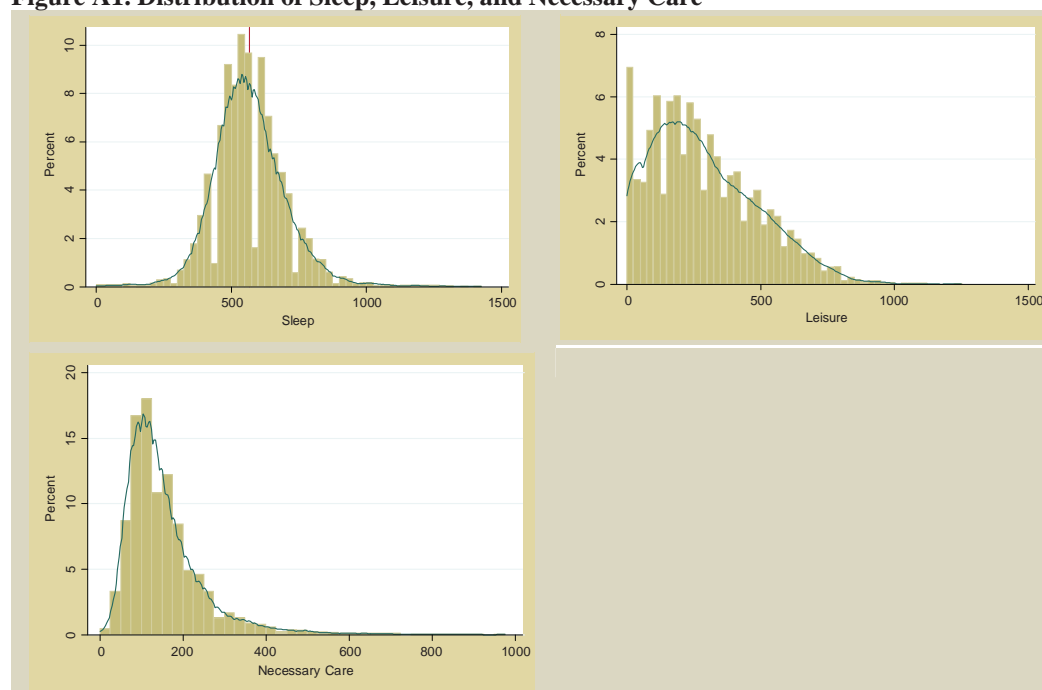 Figure A1. Distribution of Sleep, Leisure, and Necessary Care
Percent
10
8
6
4
2
0
0 500 1000 1500
Sleep
Percent
8
6
4
2
0
0 500 1000 1500
Leisure
Percent
20
15
10
5
0
0 200 400 600 800 1000
Necessary Care